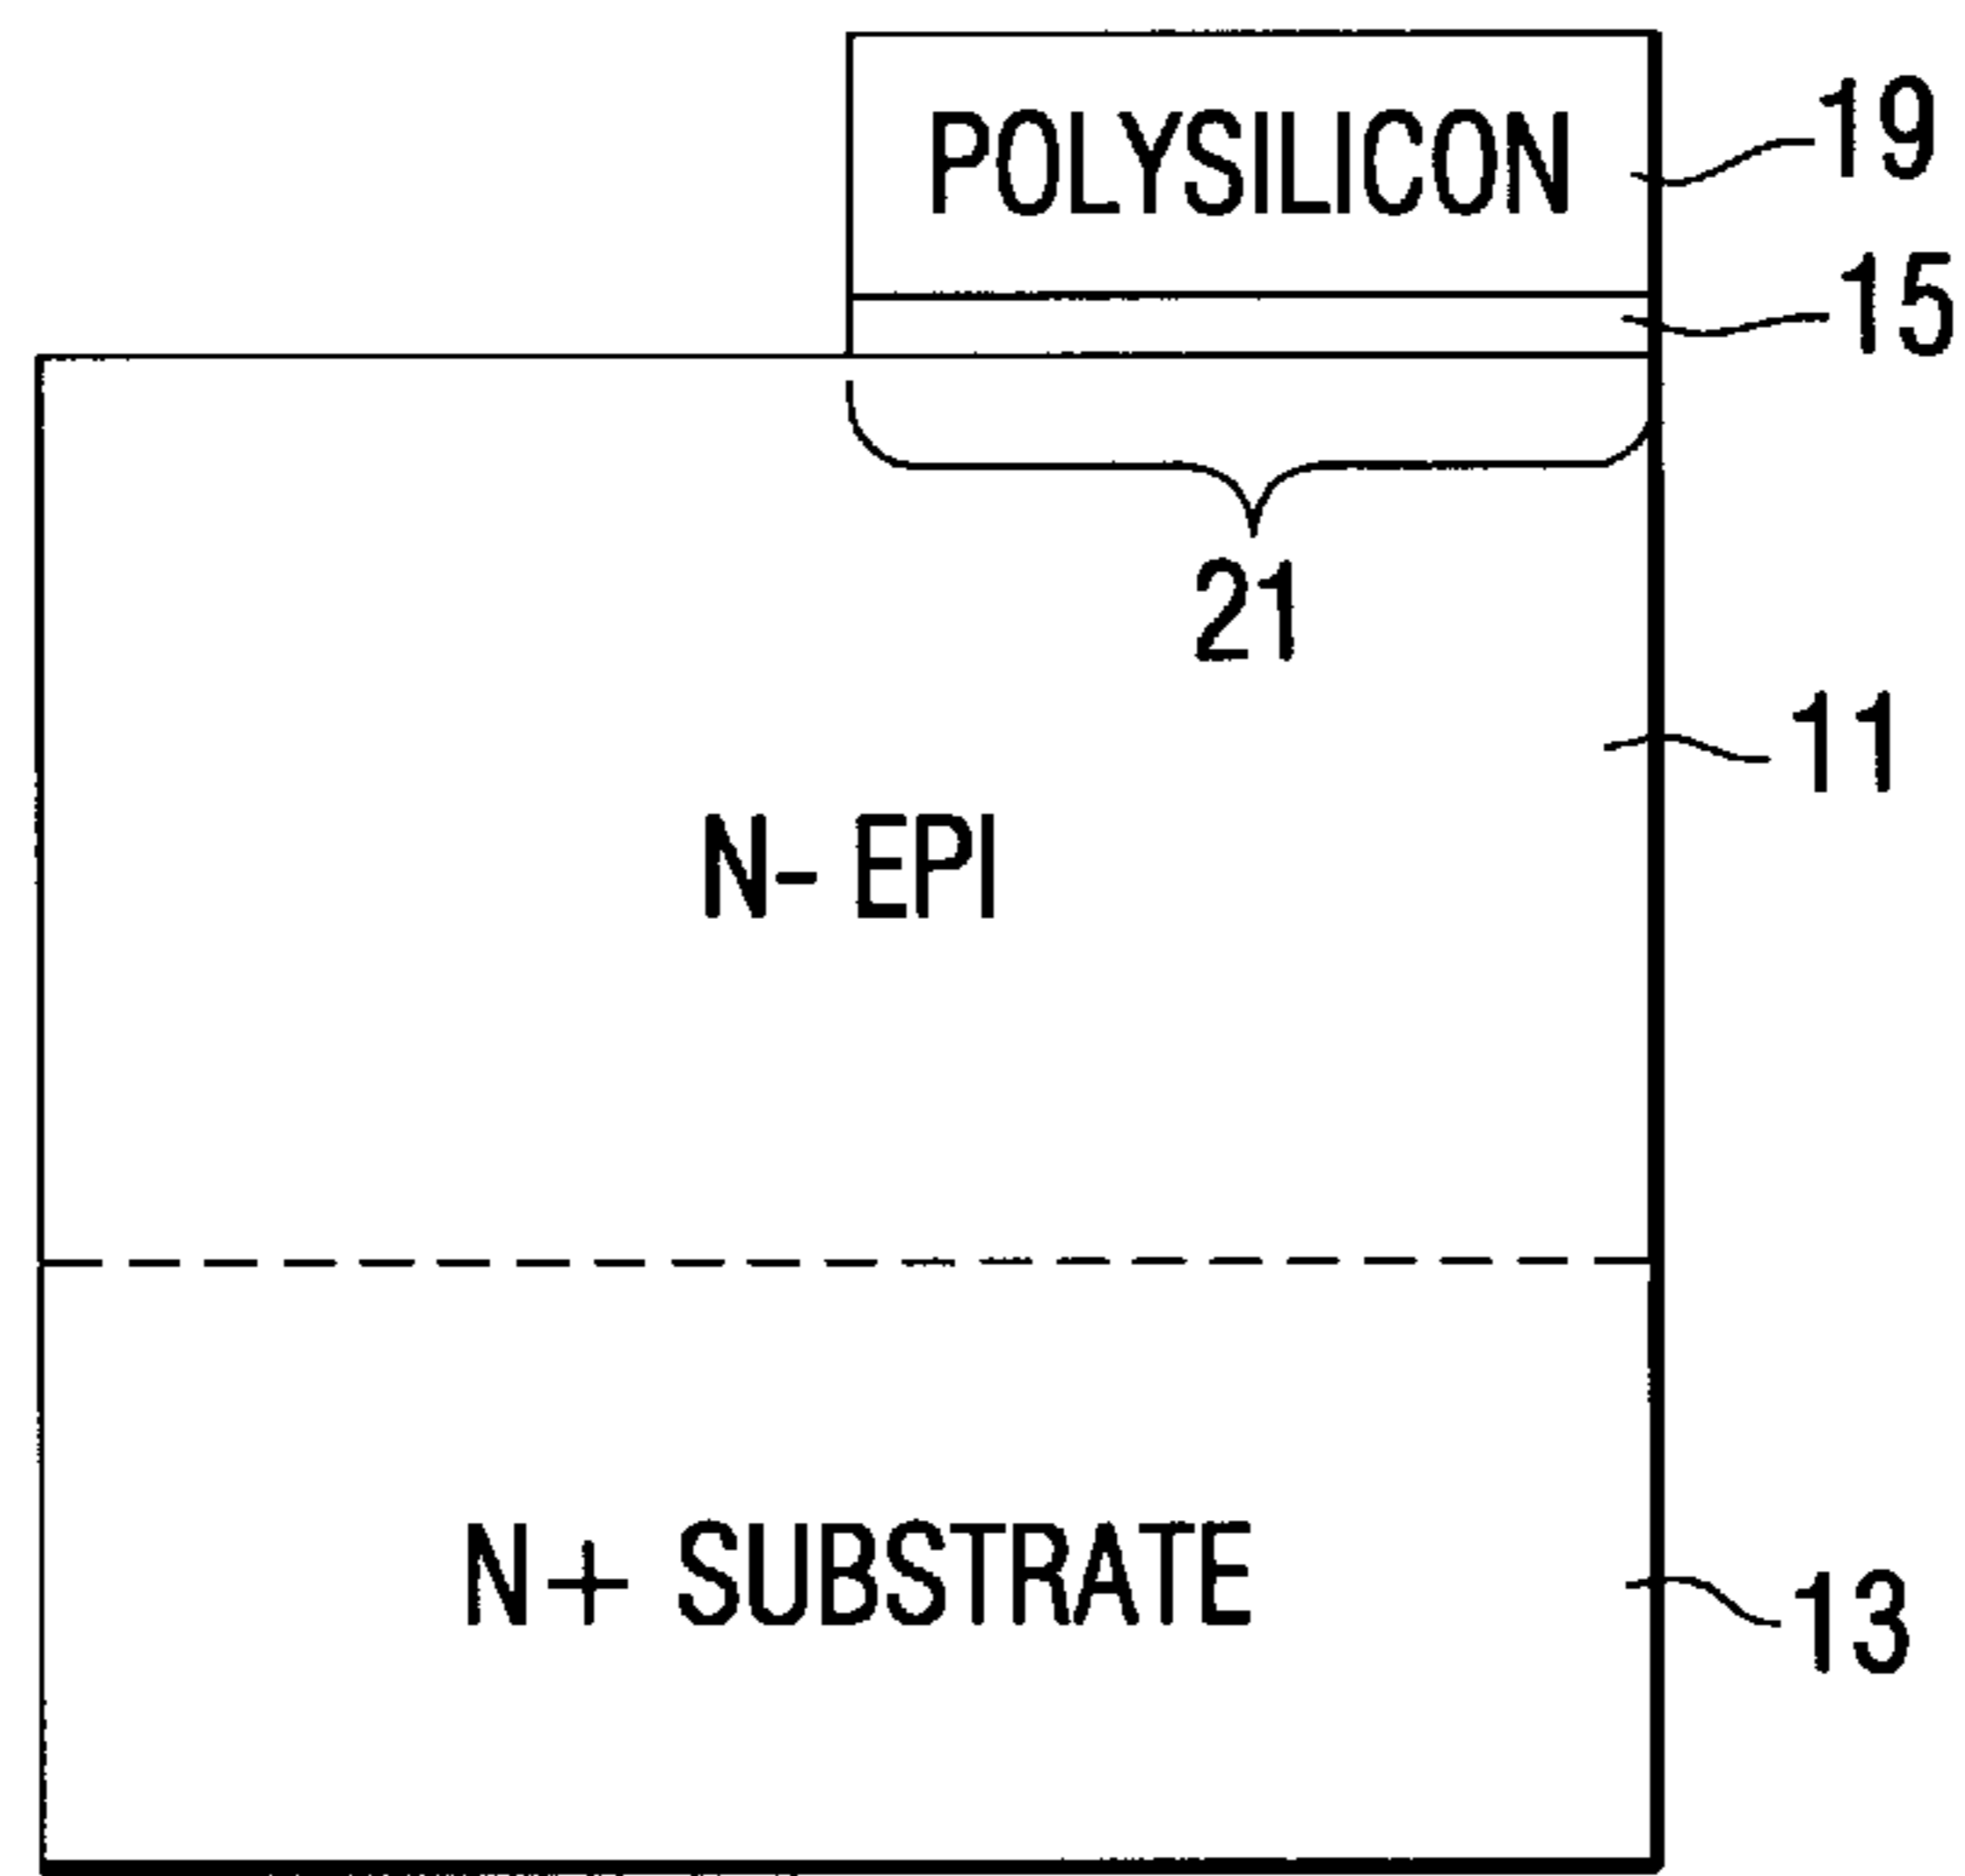 POLYSILICON
19
15
21
11
N- EPI
N+ SUBSTRATE
13